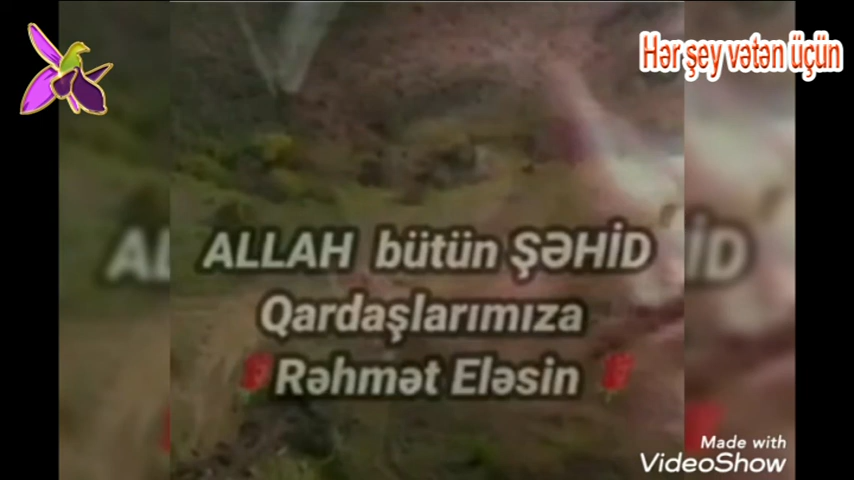 Hər şey vətən üçün
ALLAH bütün ŞƏHİD
Qardaşlarımıza
Rəhmət Eləsin
Made with
VideoShow